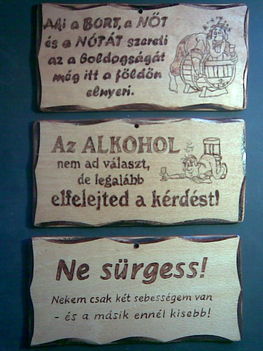 Aki a BORT, a NŐT
és a NÓTÁT szereti
az a boldogságát
még itt a földön
elnyeri.
Az ALKOHOL
nem ad választ,
de legalább
elfelejted a kérdést!
Ne sürgess!
Nekem csak két sebességem van
- és a másik ennél kisebb!